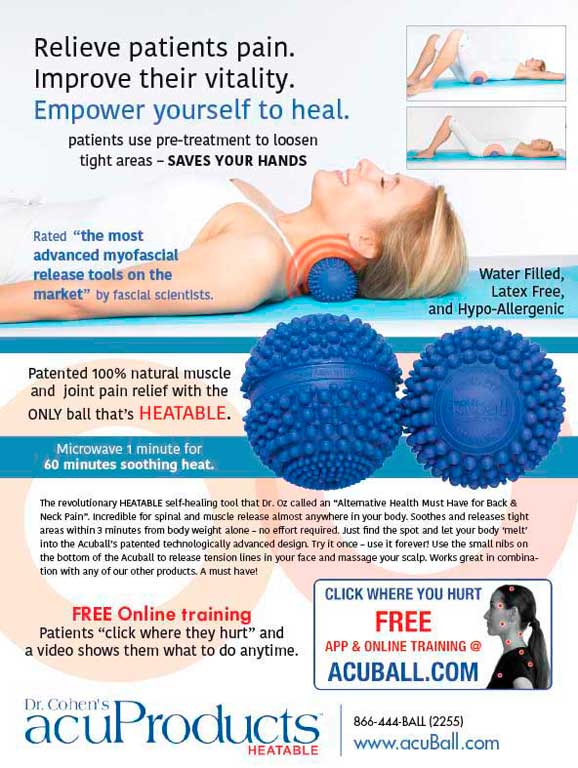 Relieve patients pain.
Improve their vitality.
Empower yourself to heal.
patients use pre-treatment to loosen
tight areas – SAVES YOUR HANDS
Rated “the most
advanced myofascial
release tools on the
market” by fascial scientists.
Water Filled,
Latex Free,
and Hypo-Allergenic
Patented 100% natural muscle
and joint pain relief with the
ONLY ball that’s HEATABLE.
Microwave 1 minute for
60 minutes soothing heat.
acuBall
The revolutionary HEATABLE self-healing tool that Dr. Oz called an “Alternative Health Must Have for Back &
Neck Pain”. Incredible for spinal and muscle release almost anywhere in your body. Soothes and releases tight
areas within 3 minutes from body weight alone – no effort required. Just find the spot and let your body ‘melt’
into the Acuball’s patented technologically advanced design. Try it once – use it forever! Use the small nibs on
the bottom of the Acuball to release tension lines in your face and massage your scalp. Works great in combina-
tion with any of our other products. A must have!
FREE Online training
Patients “click where they hurt” and
a video shows them what to do anytime.
CLICK WHERE YOU HURT
FREE
APP & ONLINE TRAINING @
ACUBALL.COM
Dr. Cohen's
acuProducts
HEATABLE
866-444-BALL (2255)
www.acuBall.com